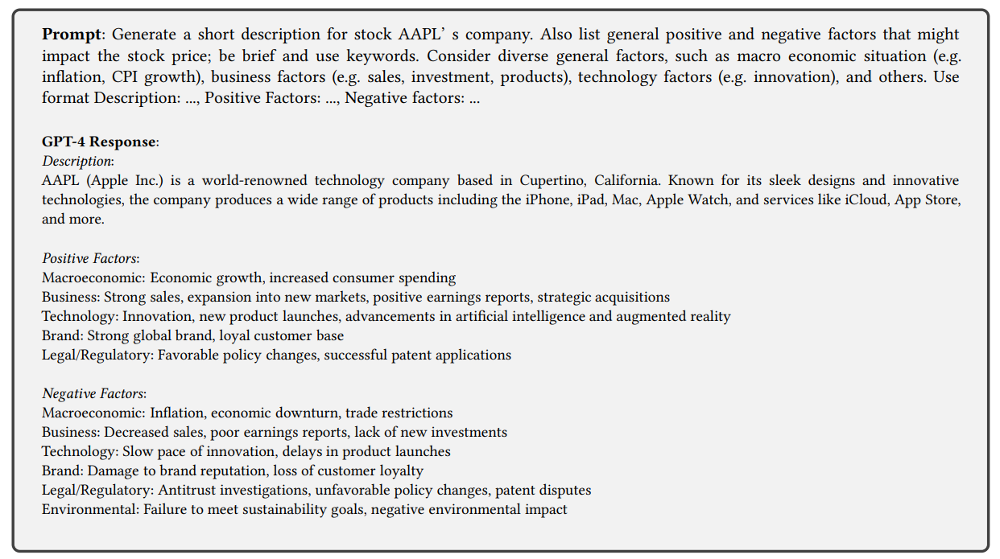 Prompt: Generate a short description for stock AAPL’ s company. Also list general positive and negative factors that might
impact the stock price; be brief and use keywords. Consider diverse general factors, such as macro economic situation (e.g.
inflation, CPI growth), business factors (e.g. sales, investment, products), technology factors (e.g. innovation), and others. Use
format Description: ..., Positive Factors: ..., Negative factors: ...
GPT-4 Response:
Description:
AAPL (Apple Inc.) is a world-renowned technology company based in Cupertino, California. Known for its sleek designs and innovative
technologies, the company produces a wide range of products including the iPhone, iPad, Mac, Apple Watch, and services like iCloud, App Store,
and more.
Positive Factors:
Macroeconomic: Economic growth, increased consumer spending
Business: Strong sales, expansion into new markets, positive earnings reports, strategic acquisitions
Technology: Innovation, new product launches, advancements in artificial intelligence and augmented reality
Brand: Strong global brand, loyal customer base
Legal/Regulatory: Favorable policy changes, successful patent applications
Negative Factors:
Macroeconomic: Inflation, economic downturn, trade restrictions
Business: Decreased sales, poor earnings reports, lack of new investments
Technology: Slow pace of innovation, delays in product launches
Brand: Damage to brand reputation, loss of customer loyalty
Legal/Regulatory: Antitrust investigations, unfavorable policy changes, patent disputes
Environmental: Failure to meet sustainability goals, negative environmental impact